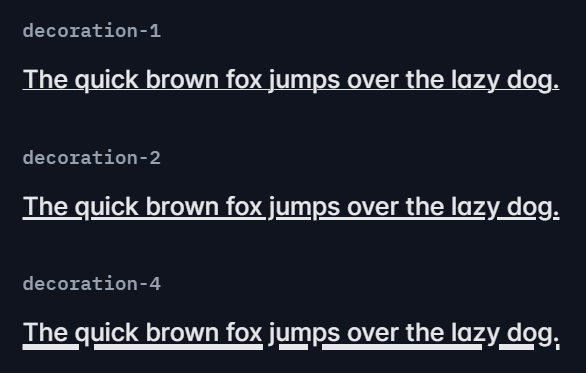 decoration-1
The quick brown fox jumps over the lazy dog.
decoration-2
The quick brown fox jumps over the lazy dog.
decoration-4
The quick brown fox jumps over the lazy dog.